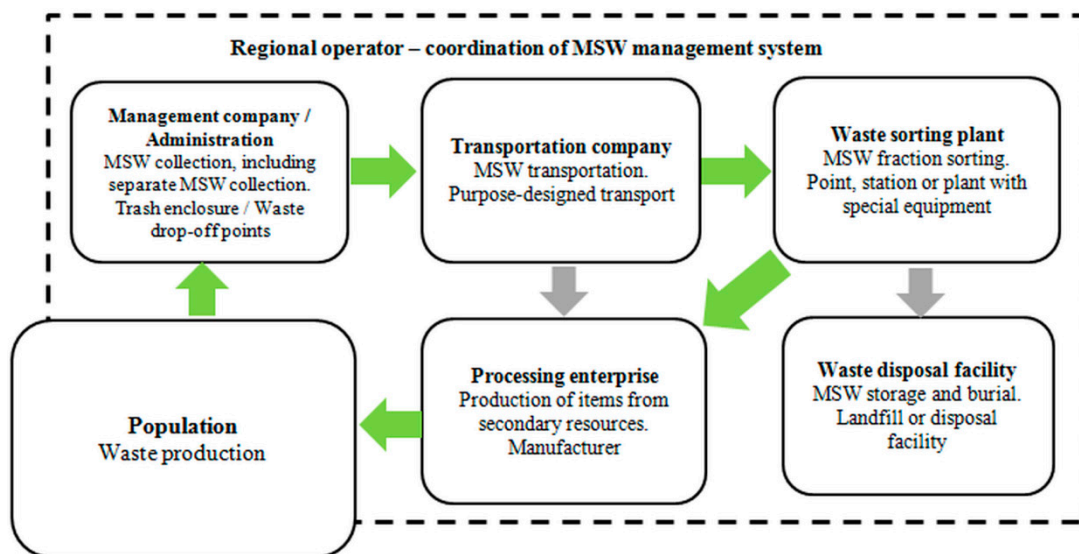 Regional operator – coordination of MSW management system
Management company /
Administration
MSW collection, including
separate MSW collection.
Trash enclosure / Waste
drop-off points
Transportation company
MSW transportation.
Purpose-designed transport
Waste sorting plant
MSW fraction sorting.
Point, station or plant with
special equipment
Population
Waste production
Processing enterprise
Production of items from
secondary resources.
Manufacturer
Waste disposal facility
MSW storage and burial.
Landfill or disposal
facility